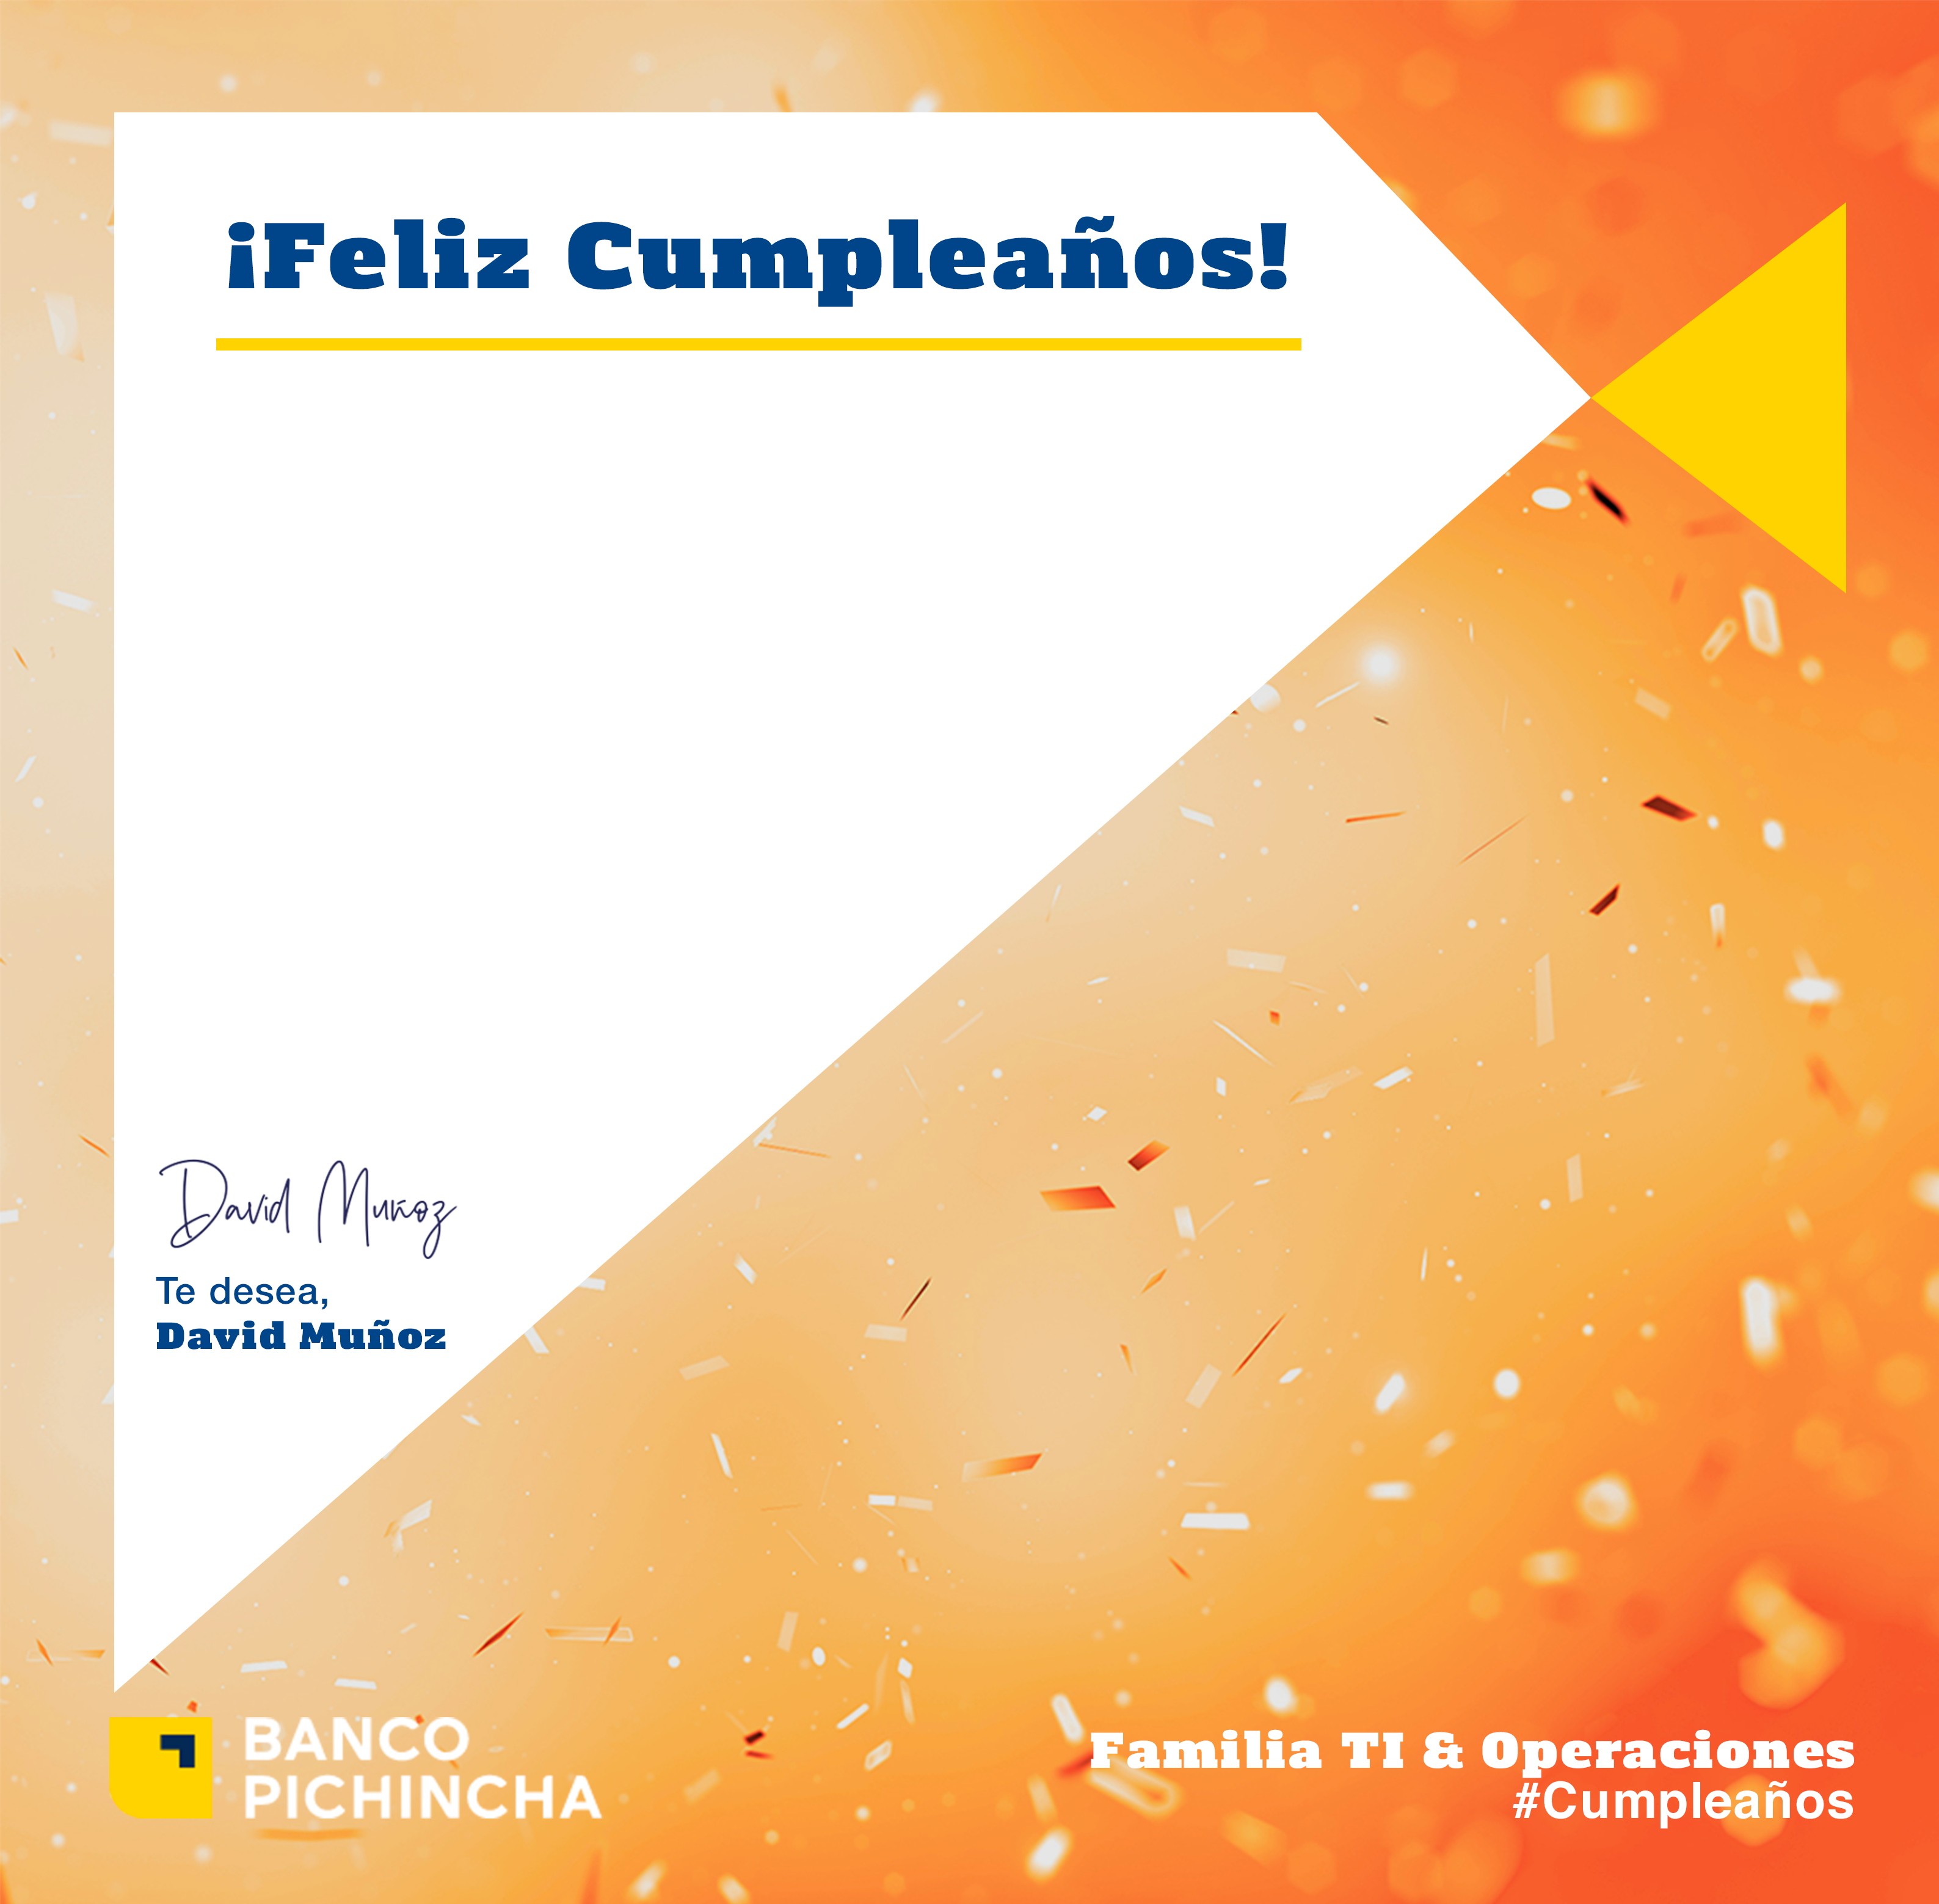 ¡Feliz Cumpleaños!
David Muñoz
Te desea,
David Muñoz
BANCO
PICHINCHA
Familia TI & Operaciones
#Cumpleaños